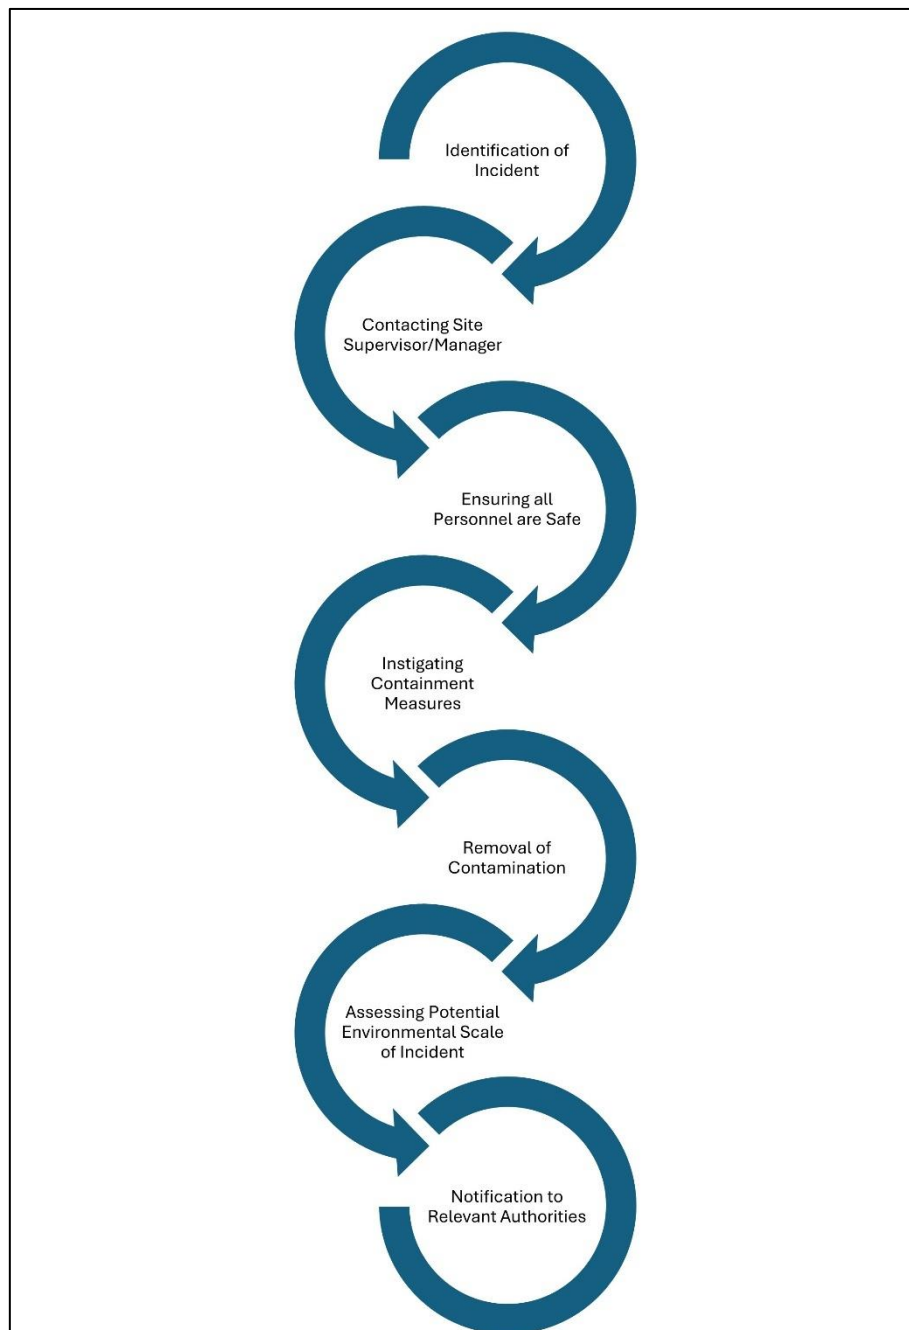 Identification of
Incident
Contacting Site
Supervisor/Manager
Ensuring all
Personnel are Safe
Instigating
Containment
Measures
Removal of
Contamination
Assessing Potential
Environmental Scale
of Incident
Notification to
Relevant Authorities